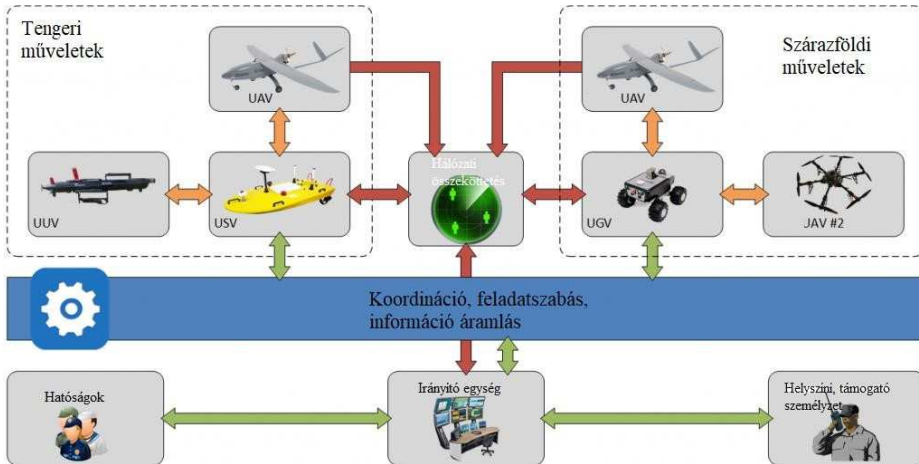 Tengeri
műveletek
Szárazföldi
műveletek
UAV
UAV
Hálózati
összeköttetés
UUV
USV
UGV
UAV #2
Koordináció, feladatszabás,
információ áramlás
Hatóságok
Irányító egység
Helyszíni, támogató
személyzet